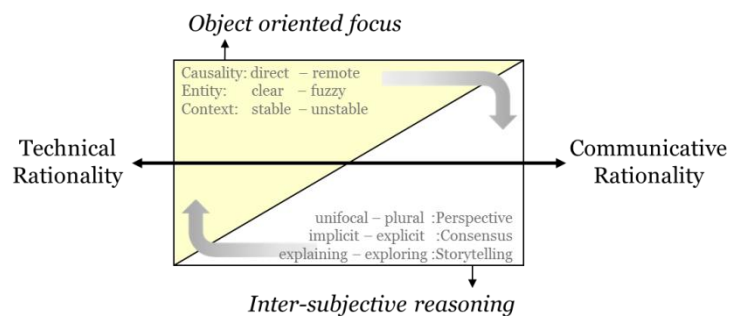 Object oriented focus
Causality: direct – remote
Entity: clear – fuzzy
Context: stable – unstable
Technical
Rationality
Communicative
Rationality
unifocal – plural :Perspective
implicit – explicit :Consensus
explaining – exploring :Storytelling
Inter-subjective reasoning